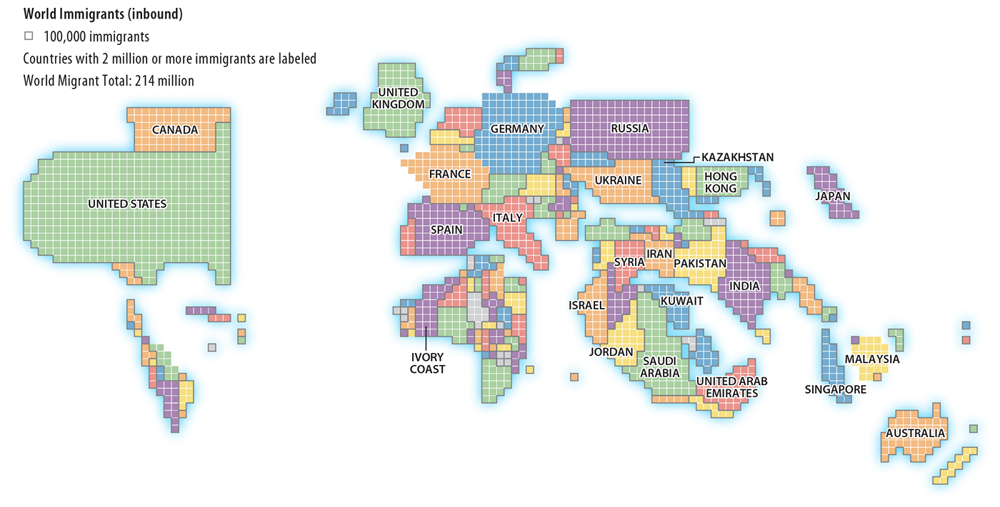 World Immigrants (inbound)
100,000 immigrants
Countries with 2 million or more immigrants are labeled
World Migrant Total: 214 million
CANADA
UNITED STATES
UNITED
KINGDOM
GERMANY
RUSSIA
FRANCE
UKRAINE
KAZAKHSTAN
HONG
KONG
JAPAN
SPAIN
ITALY
SYRIA
IRAN
PAKISTAN
INDIA
ISRAEL
KUWAIT
JORDAN
SAUDI
ARABIA
UNITED ARAB
EMIRATES
IVORY
COAST
MALAYSIA
SINGAPORE
AUSTRALIA